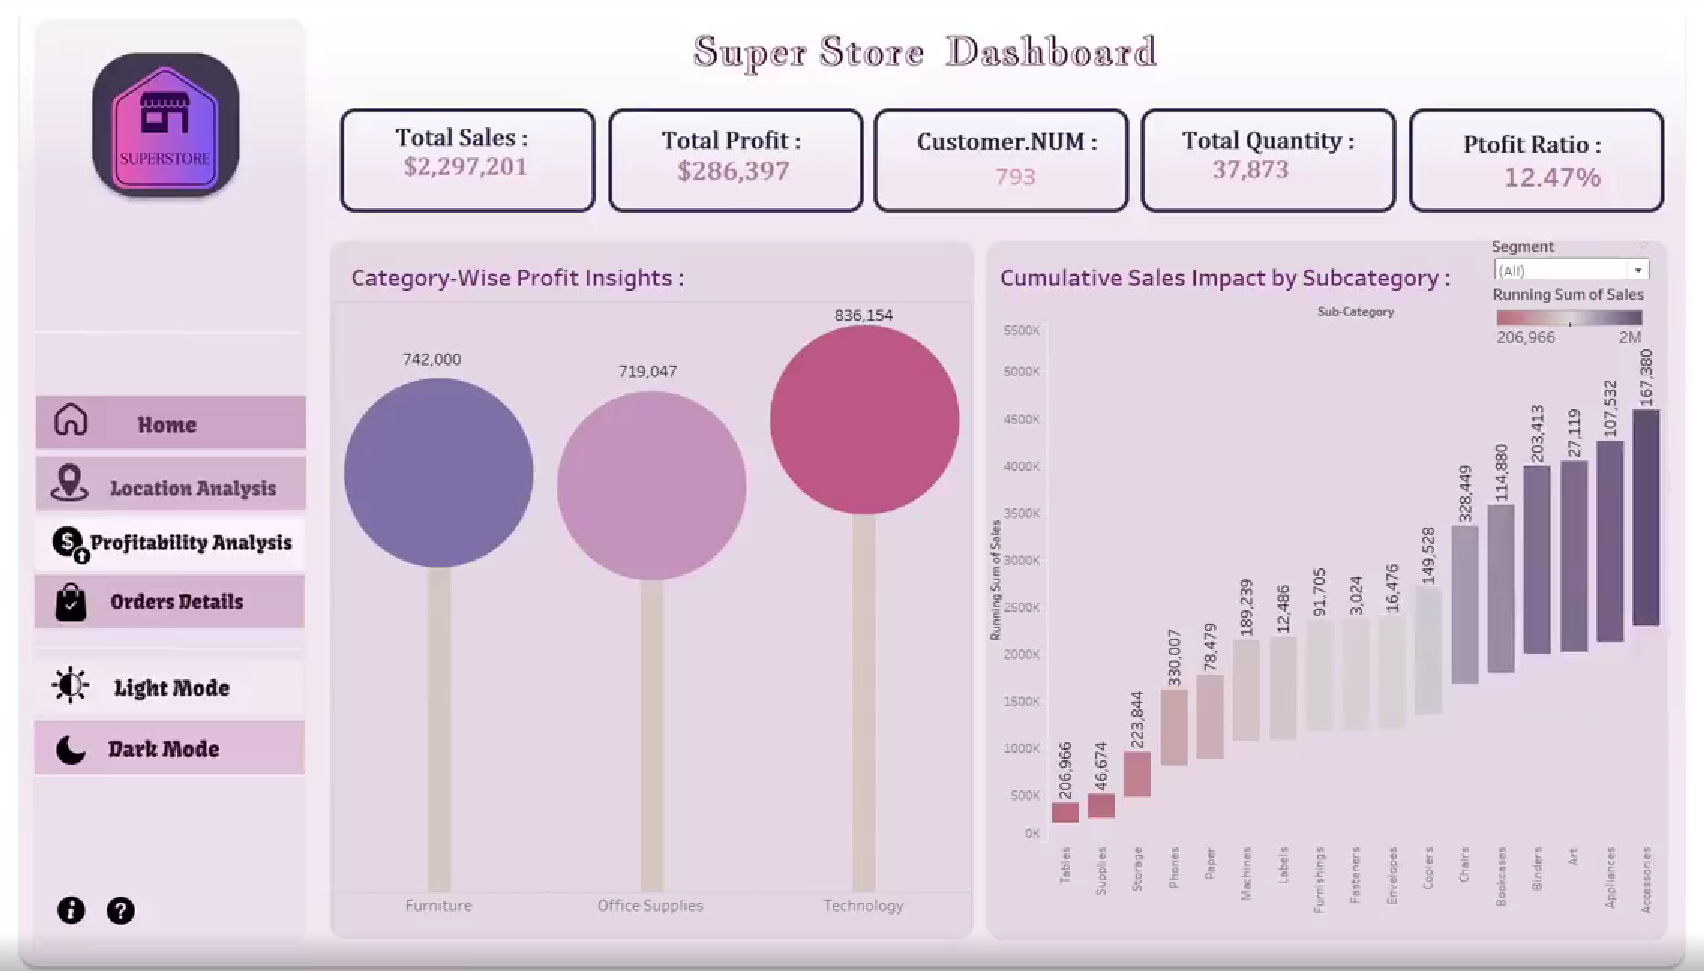 Super Store Dashboard
SUPERSTORE
Total Sales :
$2,297,201
Total Profit :
$286,397
Customer.NUM :
793
Total Quantity :
37,873
Ptofit Ratio :
12.47%
Home
Location Analysis
Profitability Analysis
Orders Details
Light Mode
Dark Mode
Category-Wise Profit Insights :
836,154
742,000
719,047
Furniture
Office Supplies
Technology
Cumulative Sales Impact by Subcategory :
Segment
(All)
Running Sum of Sales
206,966 2M
Sub-Category
Running Sum of Sales
5500K
5000K
4500K
4000K
3500K
3000K
2500K
2000K
1500K
1000K
500K
0K
206,966
46,674
223,844
330,007
78,479
189,239
12,486
91,705
3,024
16,476
149,528
328,449
114,880
203,413
27,119
107,532
167,380
Tables
Supplies
Storage
Phones
Paper
Machines
Labels
Furnishings
Fasteners
Envelopes
Copiers
Chairs
Bookcases
Binders
Art
Appliances
Accessories